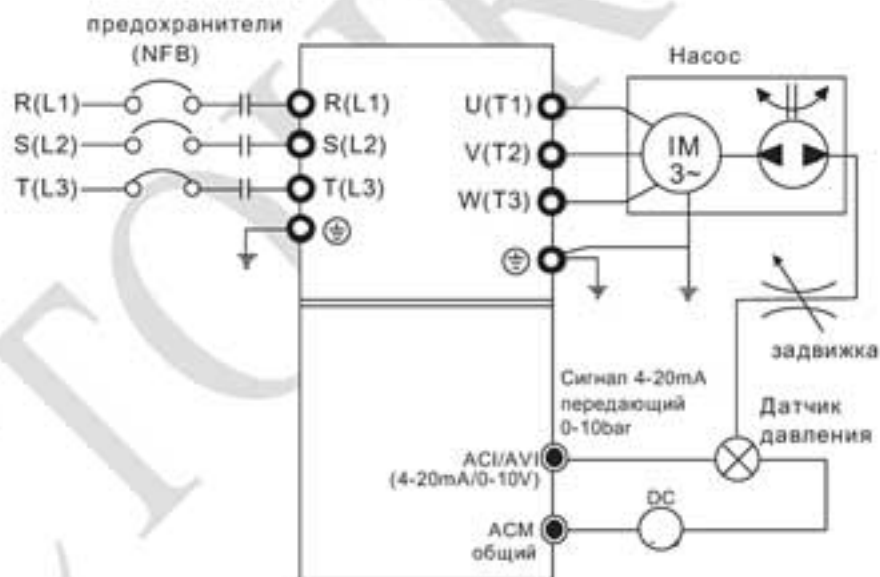 предохранители
(NFB)
Насос
R(L1)
R(L1)
U(T1)
S(L2)
S(L2)
V(T2)
IM
3~
T(L3)
T(L3)
W(T3)
задвижка
Сигнал 4-20mA
передающий
0-10bar
Датчик
давления
ACI/AVI
(4-20mA/0-10V)
DC
ACM
общий